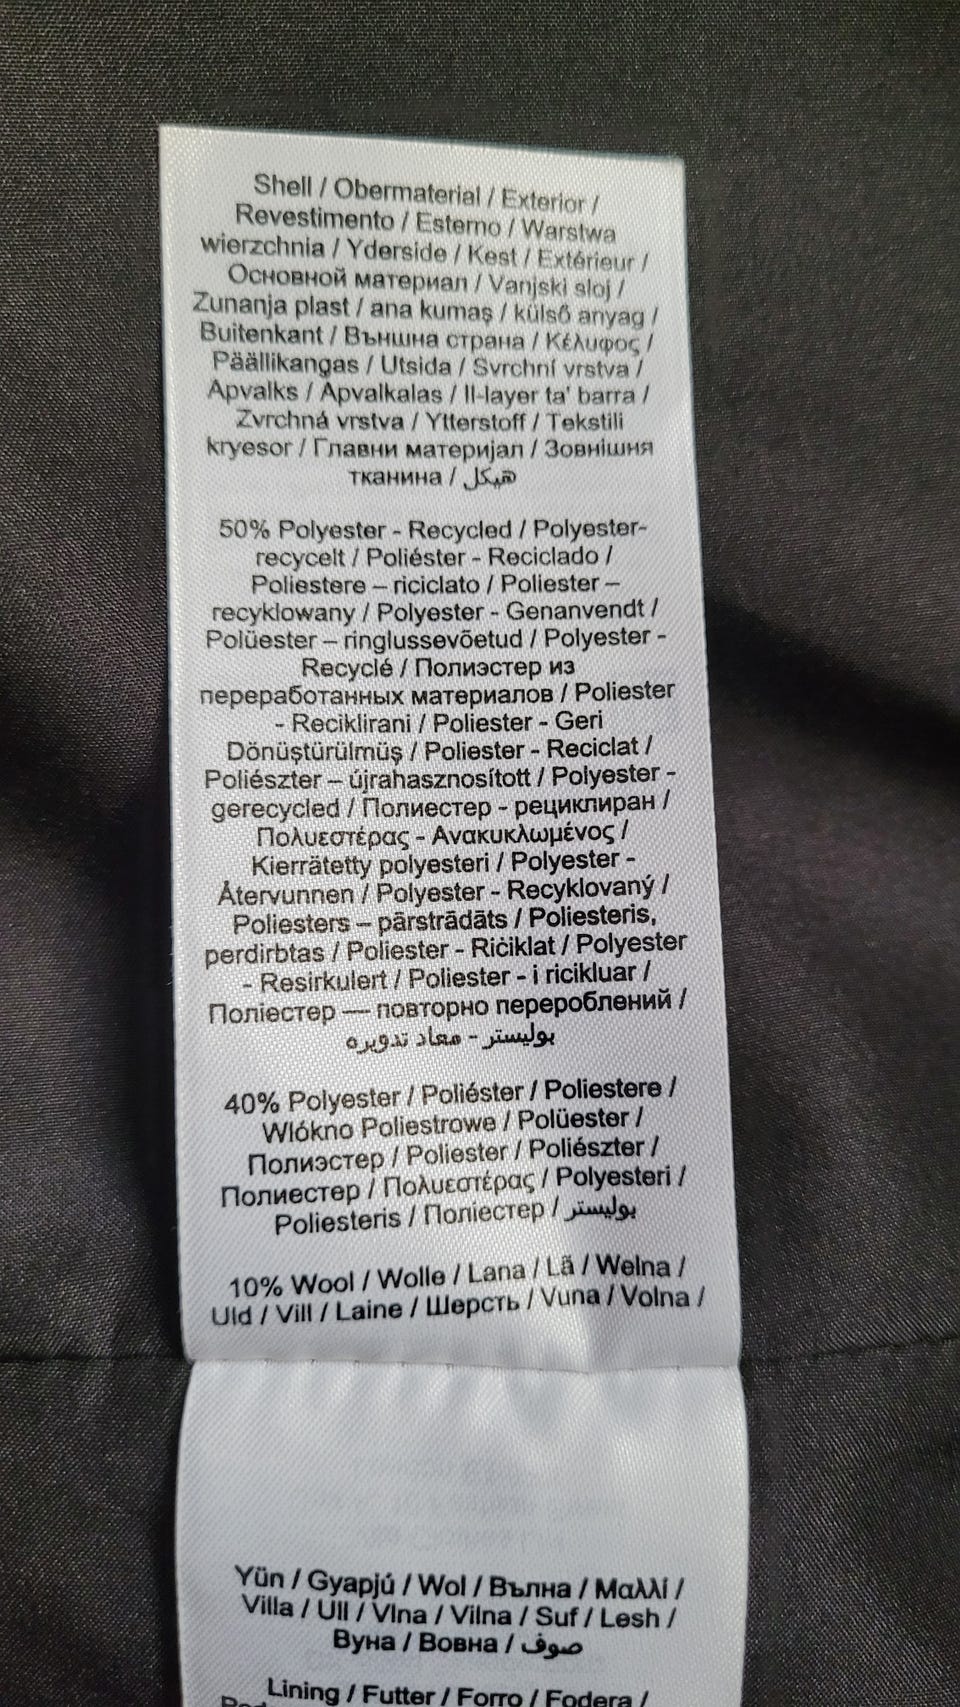 Shell / Obermaterial / Exterior /
Revestimento / Esterno / Warstwa
wierzchnia / Yderside / Kest / Extérieur /
Основной материал / Vanjski sloj /
Zunanja plast / ana kumaş / külső anyag /
Buitenkant / Външна страна / Κέλυφος /
Päällikangas / Utsida / Svrchní vrstva /
Apvalks / Apvalkalas / Il-layer ta' barra /
Zvrchná vrstva / Ytterstoff / Tekstili
kryesor / Главни материјал / Зовнішня
тканина / هيكل
50% Polyester - Recycled / Polyester-
recycelt / Poliéster - Reciclado /
Poliestere – riciclato / Poliester –
recyklowany / Polyester - Genanvendt /
Polüester – ringlussevõetud / Polyester -
Recyclé / Полиэстер из
переработанных материалов / Poliester
- Reciklirani / Poliester - Geri
Dönüştürülmüş / Poliester - Reciclat /
Poliészter – újrahasznosított / Polyester -
gerecycled / Полиестер - рециклиран /
Πολυεστέρας - Ανακυκλωμένος /
Kierrätetty polyesteri / Polyester -
Återvunnen / Polyester - Recyklovaný /
Poliesters – pārstrādāts / Poliesteris,
perdirbtas / Poliester - Riċiklat / Polyester
- Resirkulert / Poliester - i ricikluar /
Поліестер — повторно перероблений /
بوليستر - معاد تدويره
40% Polyester / Poliéster / Poliestere /
Wlókno Poliestrowe / Polüester /
Полиэстер / Poliester / Poliészter /
Полиестер / Πολυεστέρας / Polyesteri /
Poliesteris / Поліестер / بوليستر
10% Wool / Wolle / Lana / Lã / Wełna /
Uld / Vill / Laine / Шерсть / Vuna / Volna /
Yün / Gyapjú / Wol / Вълна / Μαλλί /
Villa / Ull / Vlna / Vilna / Suf / Lesh /
Вуна / Вовна / صوف
Lining / Futter / Forro / Fodera /